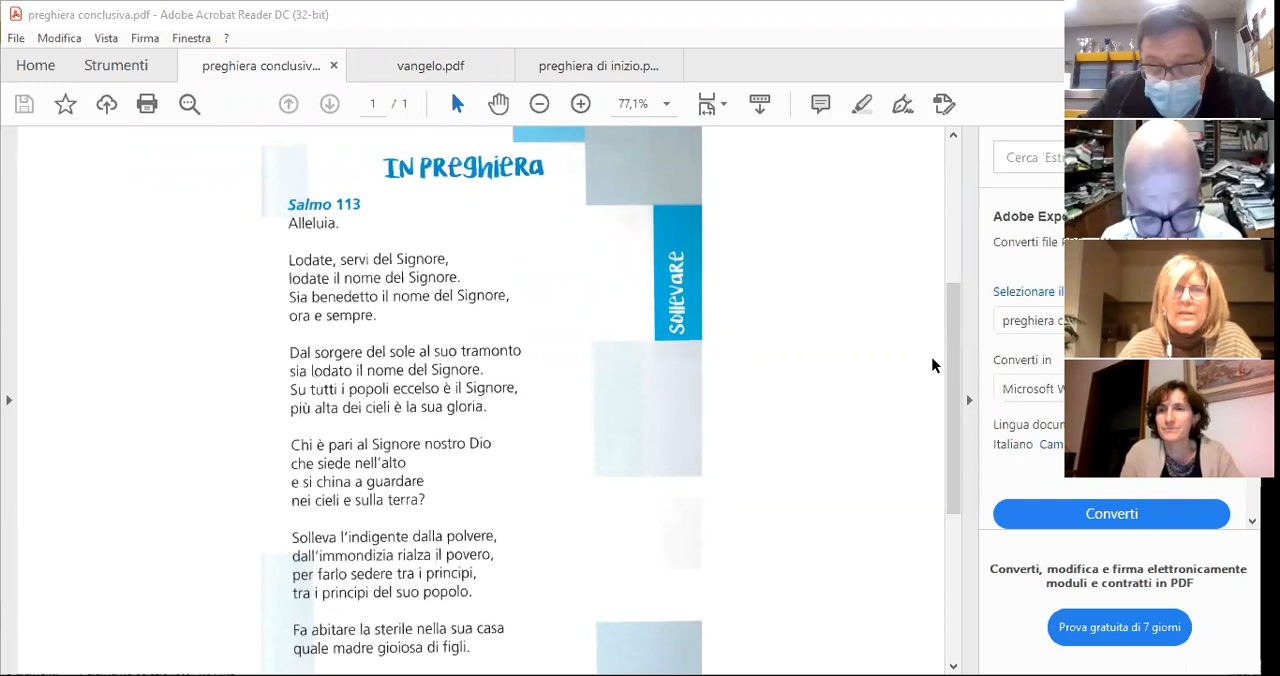 preghiera conclusiva.pdf - Adobe Acrobat Reader DC (32-bit)
File Modifica Vista Firma Finestra ?
Home Strumenti preghiera conclusiv... × vangelo.pdf preghiera di inizio.p...
1 / 1 77,1%
IN PREGHIERA
Salmo 113
Alleluia.
Lodate, servi del Signore,
lodate il nome del Signore.
Sia benedetto il nome del Signore,
ora e sempre.
Dal sorgere del sole al suo tramonto
sia lodato il nome del Signore.
Su tutti i popoli eccelso è il Signore,
più alta dei cieli è la sua gloria.
Chi è pari al Signore nostro Dio
che siede nell'alto
e si china a guardare
nei cieli e sulla terra?
Solleva l'indigente dalla polvere,
dall'immondizia rialza il povero,
per farlo sedere tra i principi,
tra i principi del suo popolo.
Fa abitare la sterile nella sua casa
quale madre gioiosa di figli.
SOLLEVARE
Cerca 'Est
Adobe Exp
Converti file
Selezionare il
preghiera c
Converti in
Microsoft W
Lingua docum
Italiano Cam
Converti
Converti, modifica e firma elettronicamente
moduli e contratti in PDF
Prova gratuita di 7 giorni